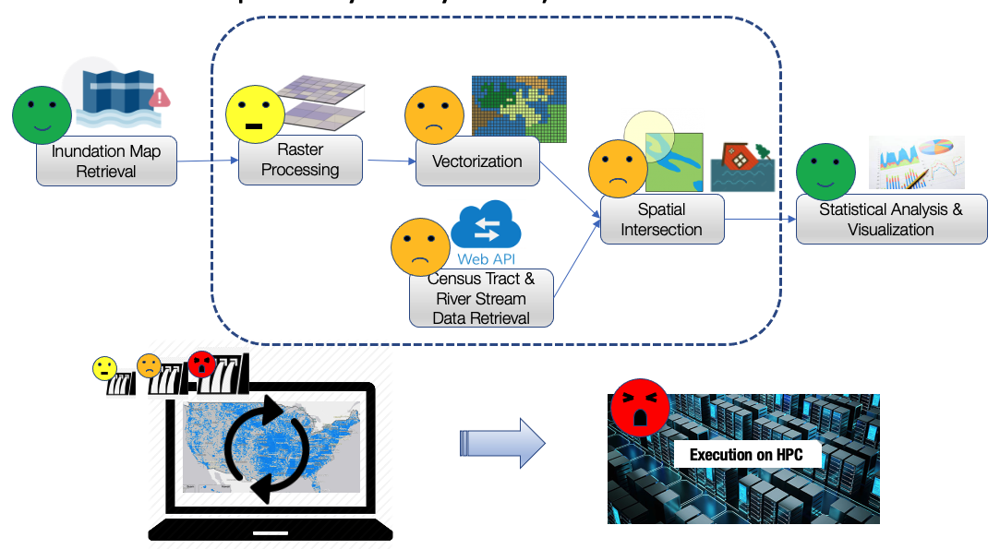 Inundation Map
Retrieval
Raster
Processing
Vectorization
Web API
Census Tract &
River Stream
Data Retrieval
Spatial
Intersection
Statistical Analysis &
Visualization
Execution on HPC